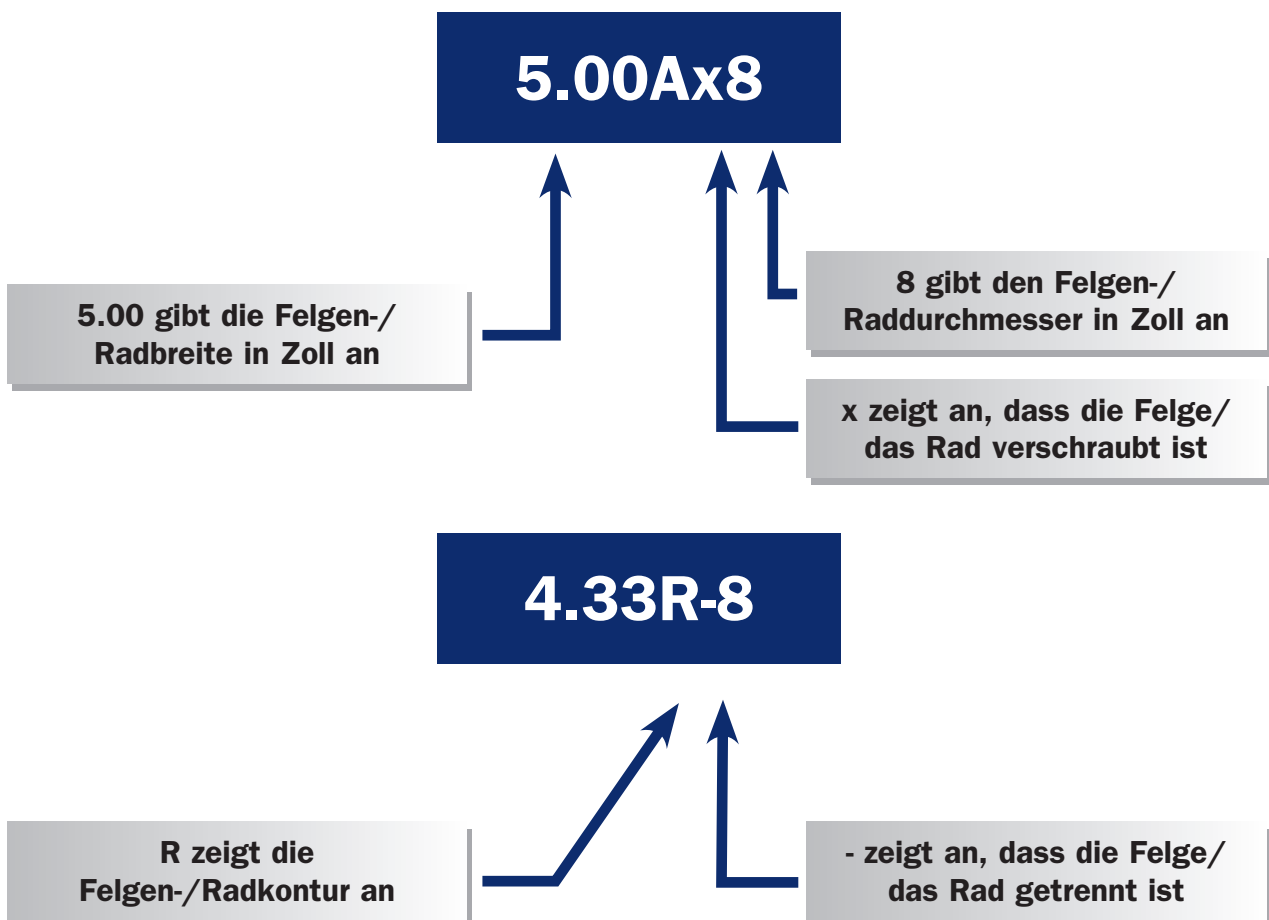 5.00Ax8
5.00 gibt die Felgen-/
Radbreite in Zoll an
8 gibt den Felgen-/
Raddurchmesser in Zoll an
x zeigt an, dass die Felge/
das Rad verschraubt ist
4.33R-8
R zeigt die
Felgen-/Radkontur an
- zeigt an, dass die Felge/
das Rad getrennt ist